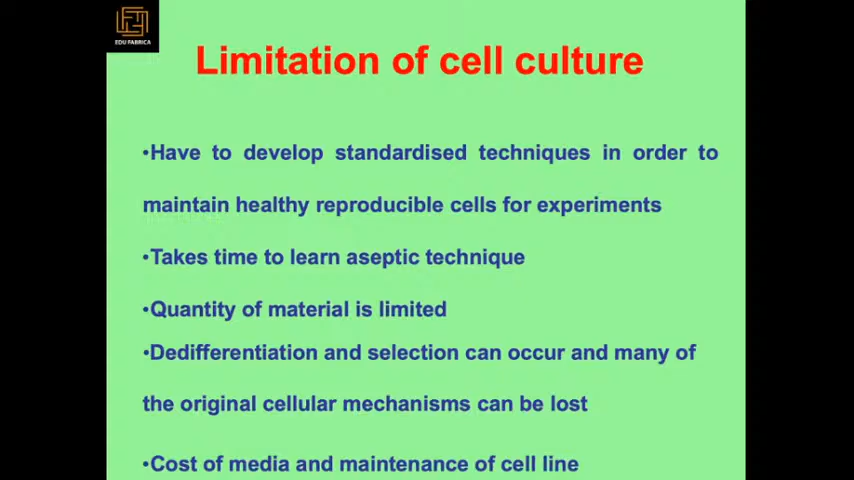 EDU FABRICA
Limitation of cell culture
•Have to develop standardised techniques in order to
maintain healthy reproducible cells for experiments
•Takes time to learn aseptic technique
•Quantity of material is limited
•Dedifferentiation and selection can occur and many of
the original cellular mechanisms can be lost
•Cost of media and maintenance of cell line